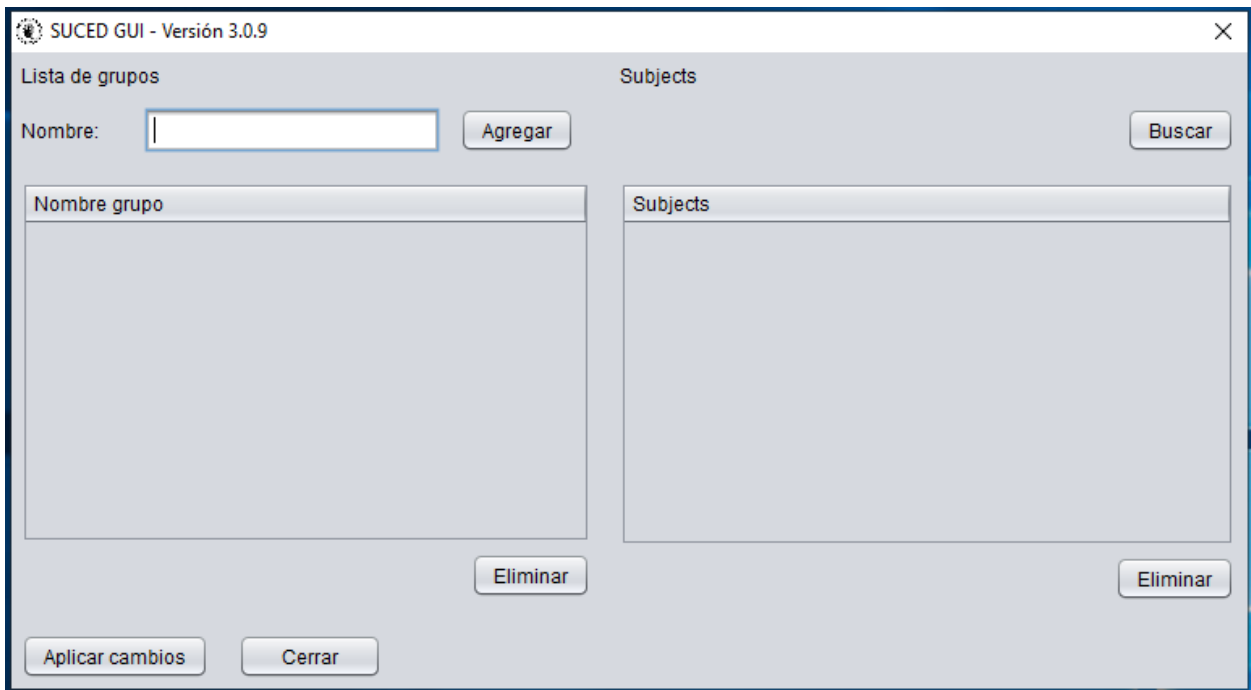 SUCED GUI - Versión 3.0.9
Lista de grupos
Subjects
Nombre:
Agregar
Buscar
Nombre grupo
Subjects
Eliminar
Eliminar
Aplicar cambios
Cerrar